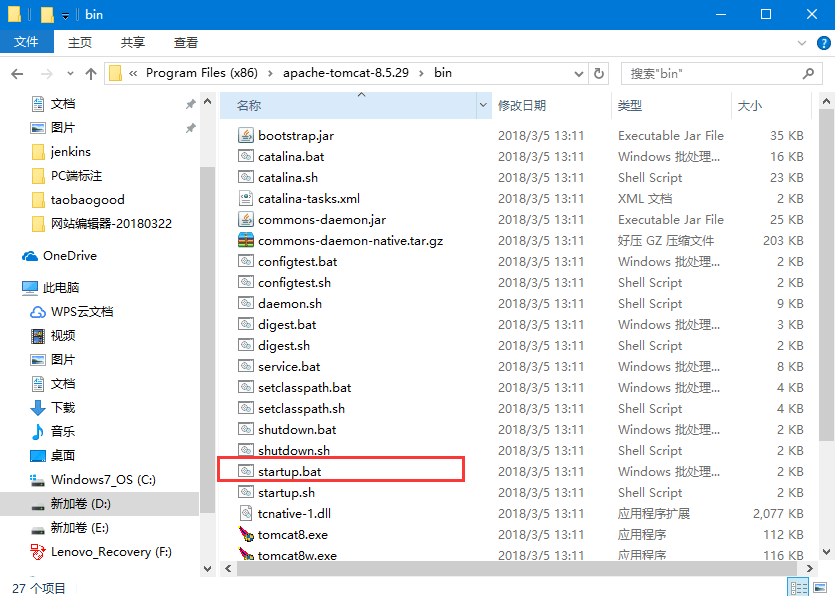 bin
文件 主页 共享 查看
« Program Files (x86) › apache-tomcat-8.5.29 › bin 搜索"bin"
文档
图片
jenkins
PC端标注
taobaogood
网站编辑器-20180322
OneDrive
此电脑
WPS云文档
视频
图片
文档
下载
音乐
桌面
Windows7_OS (C:)
新加卷 (D:)
新加卷 (E:)
Lenovo_Recovery (F:)
名称 修改日期 类型 大小
bootstrap.jar 2018/3/5 13:11 Executable Jar File 35 KB
catalina.bat 2018/3/5 13:11 Windows 批处理... 16 KB
catalina.sh 2018/3/5 13:11 Shell Script 23 KB
catalina-tasks.xml 2018/3/5 13:11 XML 文档 2 KB
commons-daemon.jar 2018/3/5 13:11 Executable Jar File 25 KB
commons-daemon-native.tar.gz 2018/3/5 13:11 好压 GZ 压缩文件 203 KB
configtest.bat 2018/3/5 13:11 Windows 批处理... 2 KB
configtest.sh 2018/3/5 13:11 Shell Script 2 KB
daemon.sh 2018/3/5 13:11 Shell Script 9 KB
digest.bat 2018/3/5 13:11 Windows 批处理... 3 KB
digest.sh 2018/3/5 13:11 Shell Script 2 KB
service.bat 2018/3/5 13:11 Windows 批处理... 8 KB
setclasspath.bat 2018/3/5 13:11 Windows 批处理... 4 KB
setclasspath.sh 2018/3/5 13:11 Shell Script 4 KB
shutdown.bat 2018/3/5 13:11 Windows 批处理... 2 KB
shutdown.sh 2018/3/5 13:11 Shell Script 2 KB
startup.bat 2018/3/5 13:11 Windows 批处理... 2 KB
startup.sh 2018/3/5 13:11 Shell Script 2 KB
tcnative-1.dll 2018/3/5 13:11 应用程序扩展 2,077 KB
tomcat8.exe 2018/3/5 13:11 应用程序 112 KB
tomcat8w.exe 2018/3/5 13:11 应用程序 116 KB
27 个项目